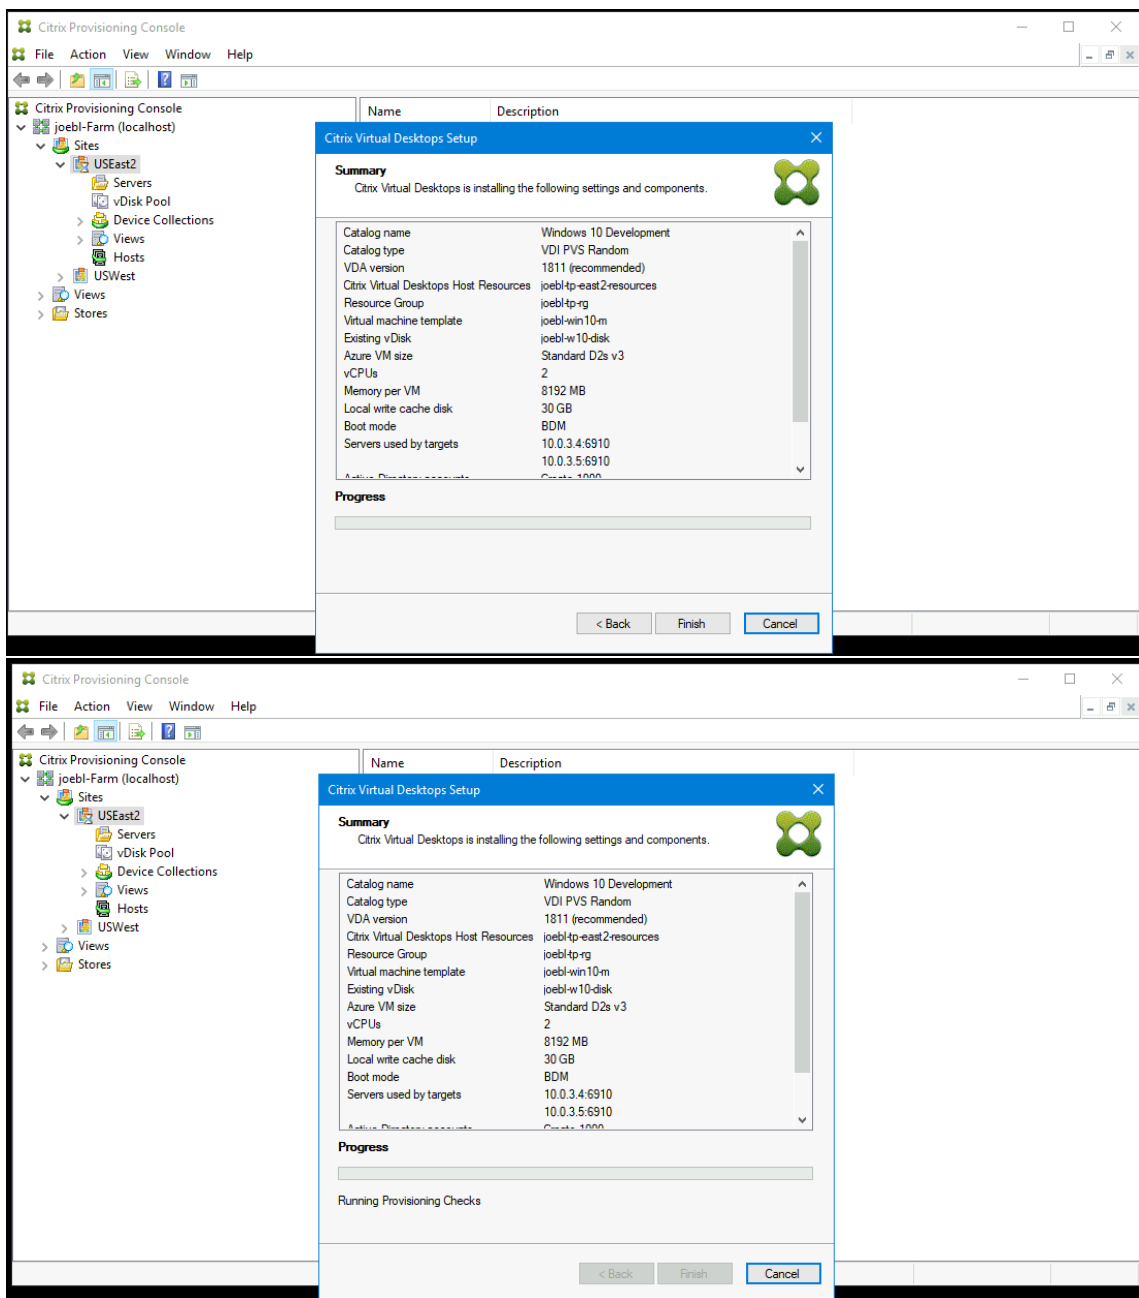 Citrix Provisioning Console
File Action View Window Help
Citrix Provisioning Console
joebl-Farm (localhost)
Sites
USEast2
Servers
vDisk Pool
Device Collections
Views
Hosts
USWest
Views
Stores
Name Description
Citrix Virtual Desktops Setup
Summary
Citrix Virtual Desktops is installing the following settings and components.
Catalog name Windows 10 Development
Catalog type VDI PVS Random
VDA version 1811 (recommended)
Citrix Virtual Desktops Host Resources joebl-tp-east2-resources
Resource Group joebl-tp-rg
Virtual machine template joebl-win10-m
Existing vDisk joebl-w10-disk
Azure VM size Standard D2s v3
vCPUs 2
Memory per VM 8192 MB
Local write cache disk 30 GB
Boot mode BDM
Servers used by targets 10.0.3.4:6910
10.0.3.5:6910
Active Directory accounts Create 1000
Progress
< Back Finish Cancel
Citrix Provisioning Console
File Action View Window Help
Citrix Provisioning Console
joebl-Farm (localhost)
Sites
USEast2
Servers
vDisk Pool
Device Collections
Views
Hosts
USWest
Views
Stores
Name Description
Citrix Virtual Desktops Setup
Summary
Citrix Virtual Desktops is installing the following settings and components.
Catalog name Windows 10 Development
Catalog type VDI PVS Random
VDA version 1811 (recommended)
Citrix Virtual Desktops Host Resources joebl-tp-east2-resources
Resource Group joebl-tp-rg
Virtual machine template joebl-win10-m
Existing vDisk joebl-w10-disk
Azure VM size Standard D2s v3
vCPUs 2
Memory per VM 8192 MB
Local write cache disk 30 GB
Boot mode BDM
Servers used by targets 10.0.3.4:6910
10.0.3.5:6910
Active Directory accounts Create 1000
Progress
Running Provisioning Checks
< Back Finish Cancel